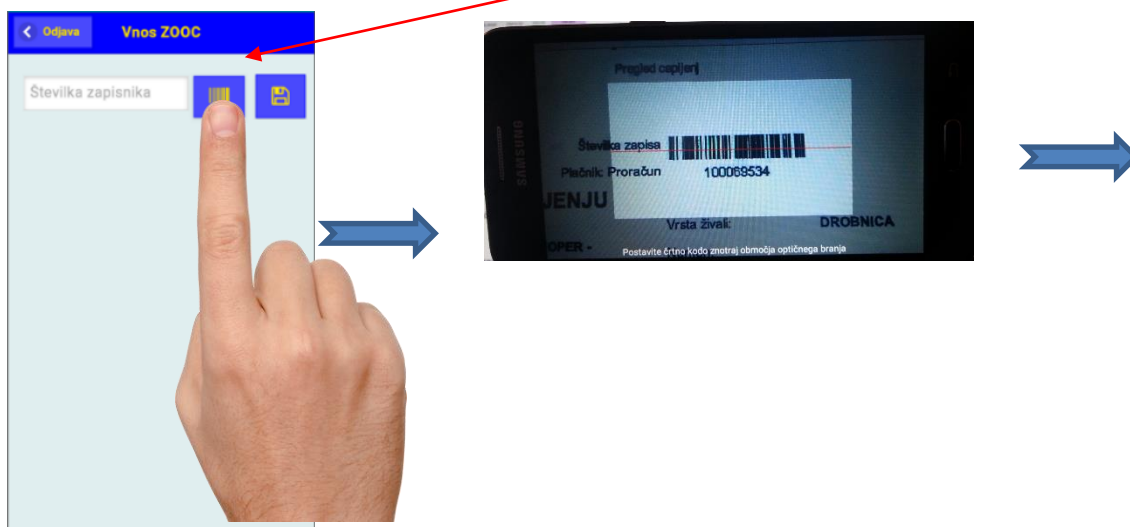 Odjava Vnos ZOOC
Številka zapisnika
SAMSUNG
Pregled cepljenj
Številka zapisa
Plačnik: Proračun 100069534
JENJU
Vrsta živali: DROBNICA
OPER -
Postavite črtno kodo znotraj območja optičnega branja